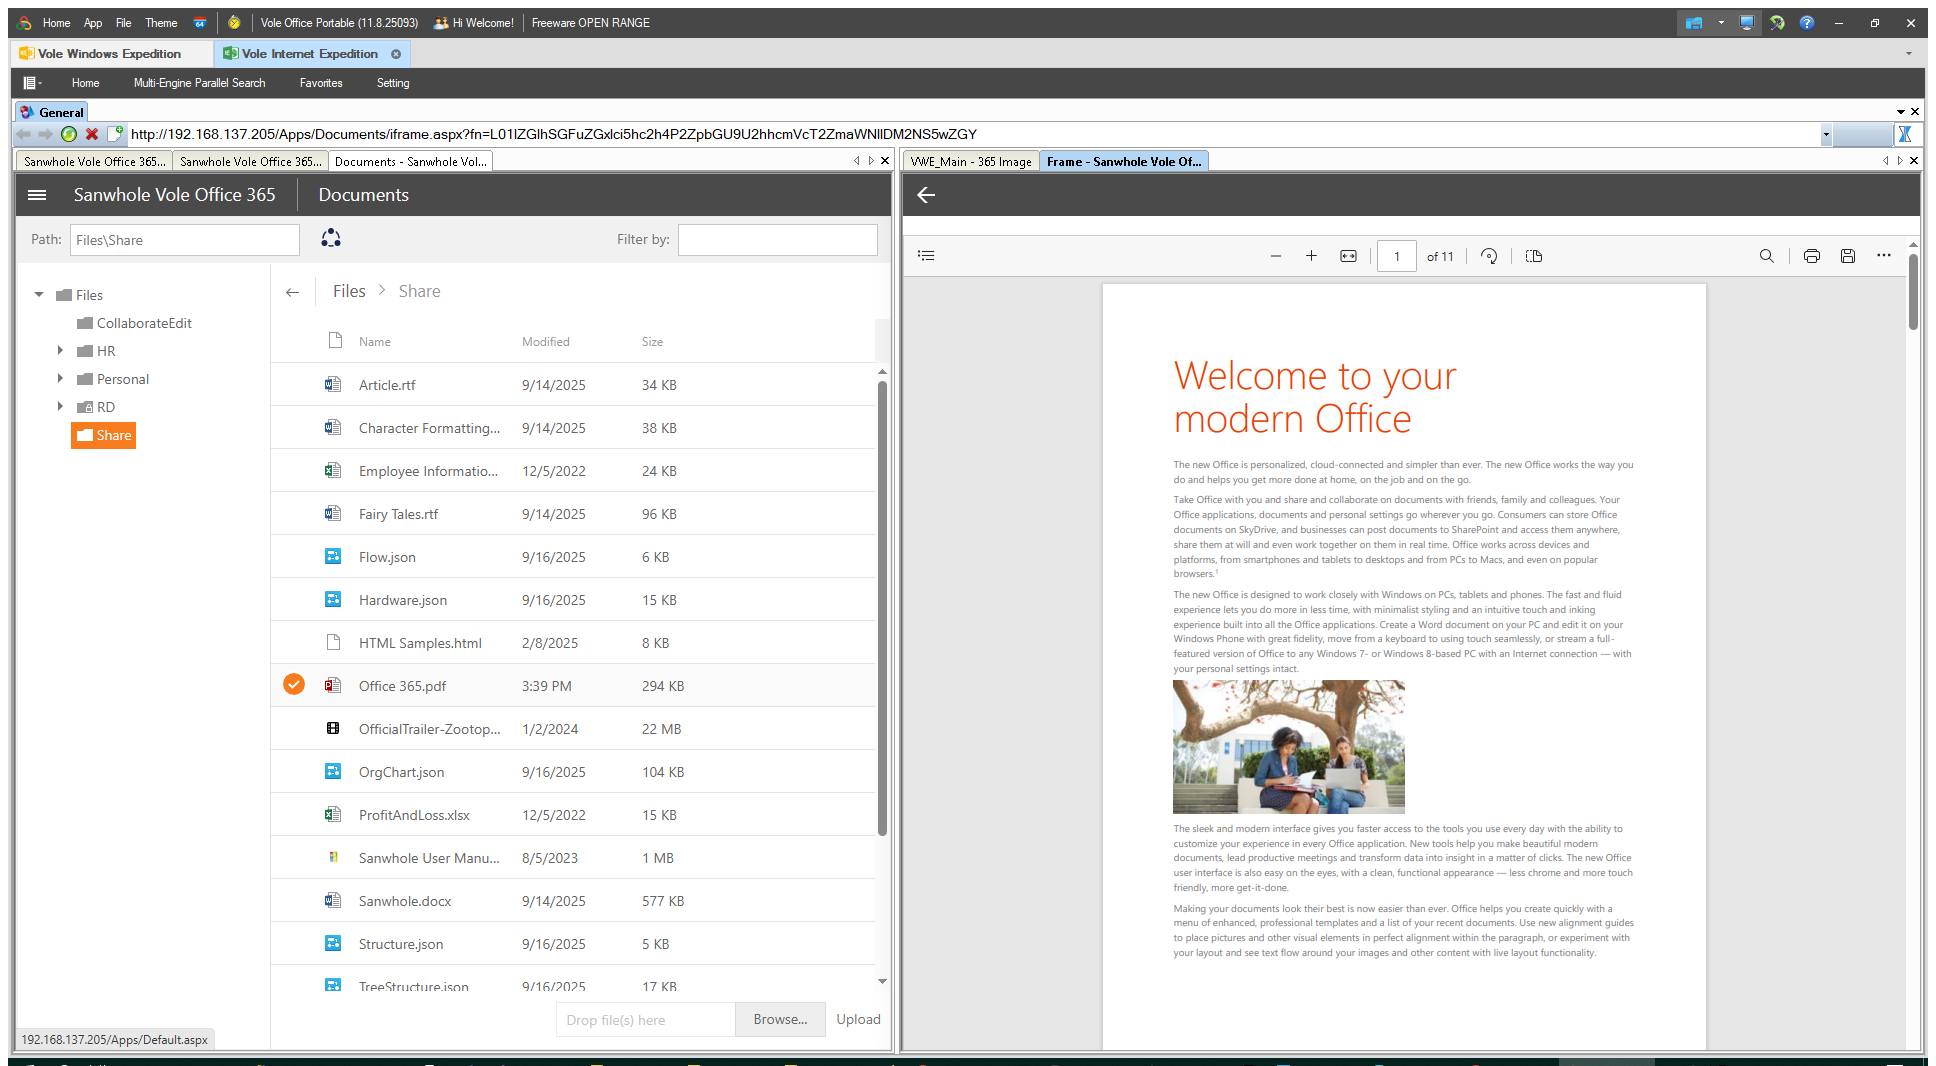 Home App File Theme 64 Vole Office Portable (11.8.25093) Hi Welcome! Freeware OPEN RANGE
Vole Windows Expedition Vole Internet Expedition
Home Multi-Engine Parallel Search Favorites Setting
General
http://192.168.137.205/Apps/Documents/iframe.aspx?fn=L01lZGlhSGFuZGxlci5hc2h4P2ZpbGU9U2hhcmVcT2ZmaWNlIDM2NS5wZGY
Sanwhole Vole Office 365... Sanwhole Vole Office 365... Documents - Sanwhole Vol...
Sanwhole Vole Office 365 Documents
Path: Files\Share Filter by:
Files
CollaborateEdit
HR
Personal
RD
Share
Files > Share
Name Modified Size
Article.rtf 9/14/2025 34 KB
Character Formatting... 9/14/2025 38 KB
Employee Informatio... 12/5/2022 24 KB
Fairy Tales.rtf 9/14/2025 96 KB
Flow.json 9/16/2025 6 KB
Hardware.json 9/16/2025 15 KB
HTML Samples.html 2/8/2025 8 KB
Office 365.pdf 3:39 PM 294 KB
OfficialTrailer-Zootop... 1/2/2024 22 MB
OrgChart.json 9/16/2025 104 KB
ProfitAndLoss.xlsx 12/5/2022 15 KB
Sanwhole User Manu... 8/5/2023 1 MB
Sanwhole.docx 9/14/2025 577 KB
Structure.json 9/16/2025 5 KB
TreeStructure.json 9/16/2025 17 KB
Drop file(s) here Browse... Upload
192.168.137.205/Apps/Default.aspx
VWE_Main - 365 Image Frame - Sanwhole Vole Of...
1 of 11
Welcome to your
modern Office
The new Office is personalized, cloud-connected and simpler than ever. The new Office works the way you
do and helps you get more done at home, on the job and on the go.
Take Office with you and share and collaborate on documents with friends, family and colleagues. Your
Office applications, documents and personal settings go wherever you go. Consumers can store Office
documents on SkyDrive, and businesses can post documents to SharePoint and access them anywhere,
share them at will and even work together on them in real time. Office works across devices and
platforms, from smartphones and tablets to desktops and from PCs to Macs, and even on popular
browsers.¹
The new Office is designed to work closely with Windows on PCs, tablets and phones. The fast and fluid
experience lets you do more in less time, with minimalist styling and an intuitive touch and inking
experience built into all the Office applications. Create a Word document on your PC and edit it on your
Windows Phone with great fidelity, move from a keyboard to using touch seamlessly, or stream a full-
featured version of Office to any Windows 7- or Windows 8-based PC with an Internet connection — with
your personal settings intact.
The sleek and modern interface gives you faster access to the tools you use every day with the ability to
customize your experience in every Office application. New tools help you make beautiful modern
documents, lead productive meetings and transform data into insight in a matter of clicks. The new Office
user interface is also easy on the eyes, with a clean, functional appearance — less chrome and more touch
friendly, more get-it-done.
Making your documents look their best is now easier than ever. Office helps you create quickly with a
menu of enhanced, professional templates and a list of your recent documents. Use new alignment guides
to place pictures and other visual elements in perfect alignment within the paragraph, or experiment with
your layout and see text flow around your images and other content with live layout functionality.